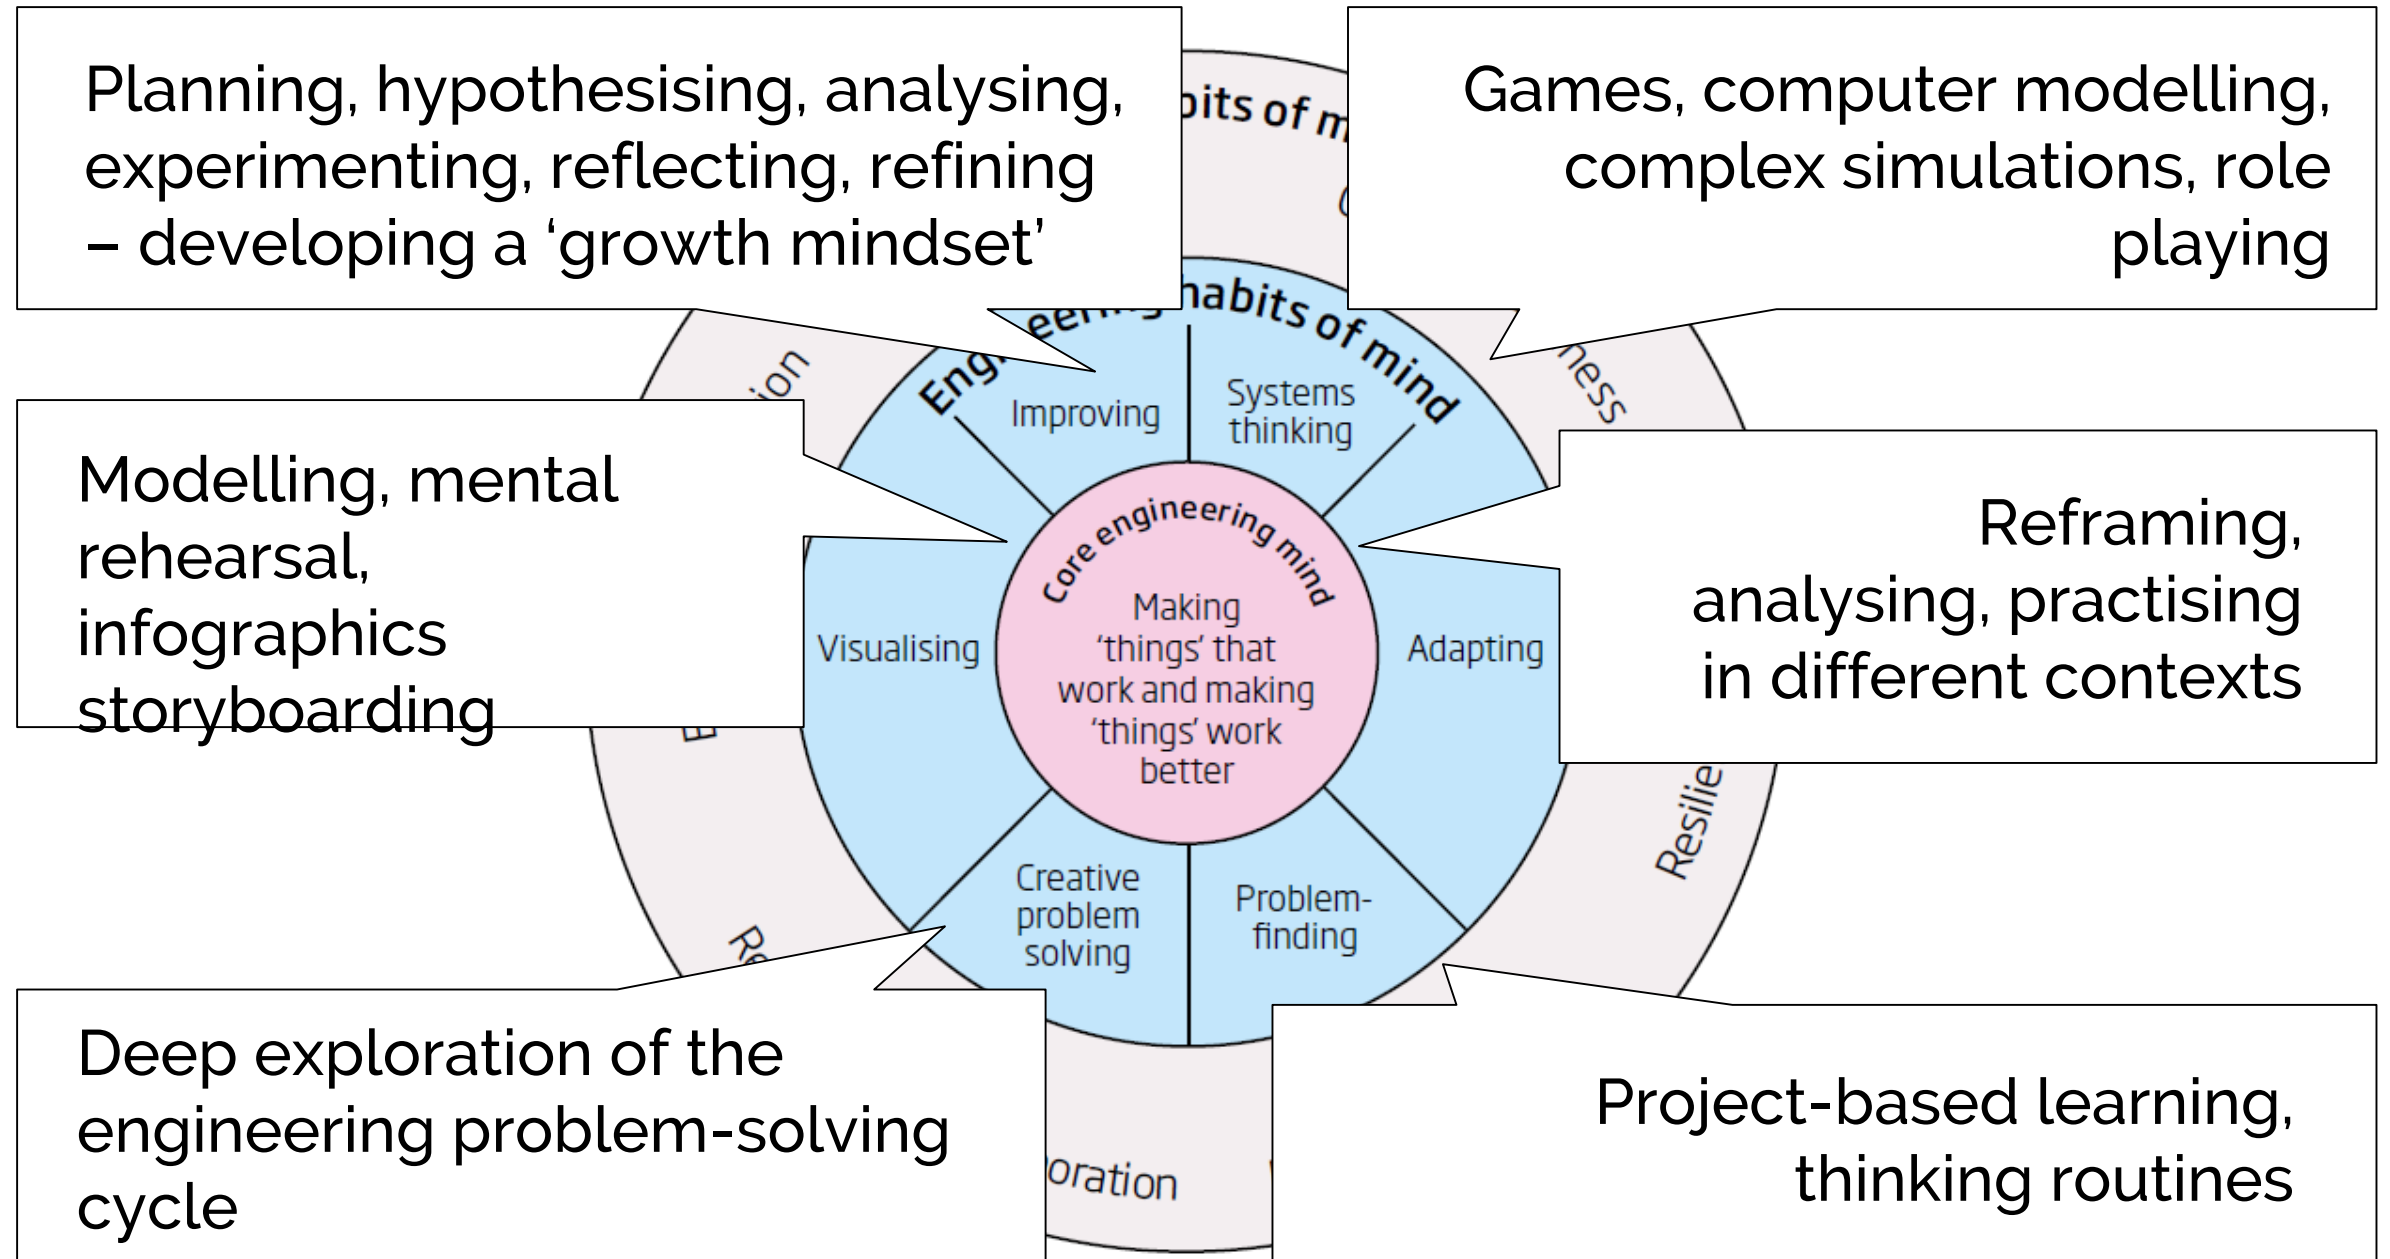 Planning, hypothesising, analysing,
experimenting, reflecting, refining
– developing a ‘growth mindset’
Games, computer modelling,
complex simulations, role
playing
habits of mind
Improving
Systems
thinking
Modelling, mental
rehearsal,
infographics
storyboarding
Reframing,
analysing, practising
in different contexts
Core engineering mind
Making
‘things’ that
work and making
‘things’ work
better
Visualising
Adapting
Creative
problem
solving
Problem-
finding
Deep exploration of the
engineering problem-solving
cycle
Project-based learning,
thinking routines